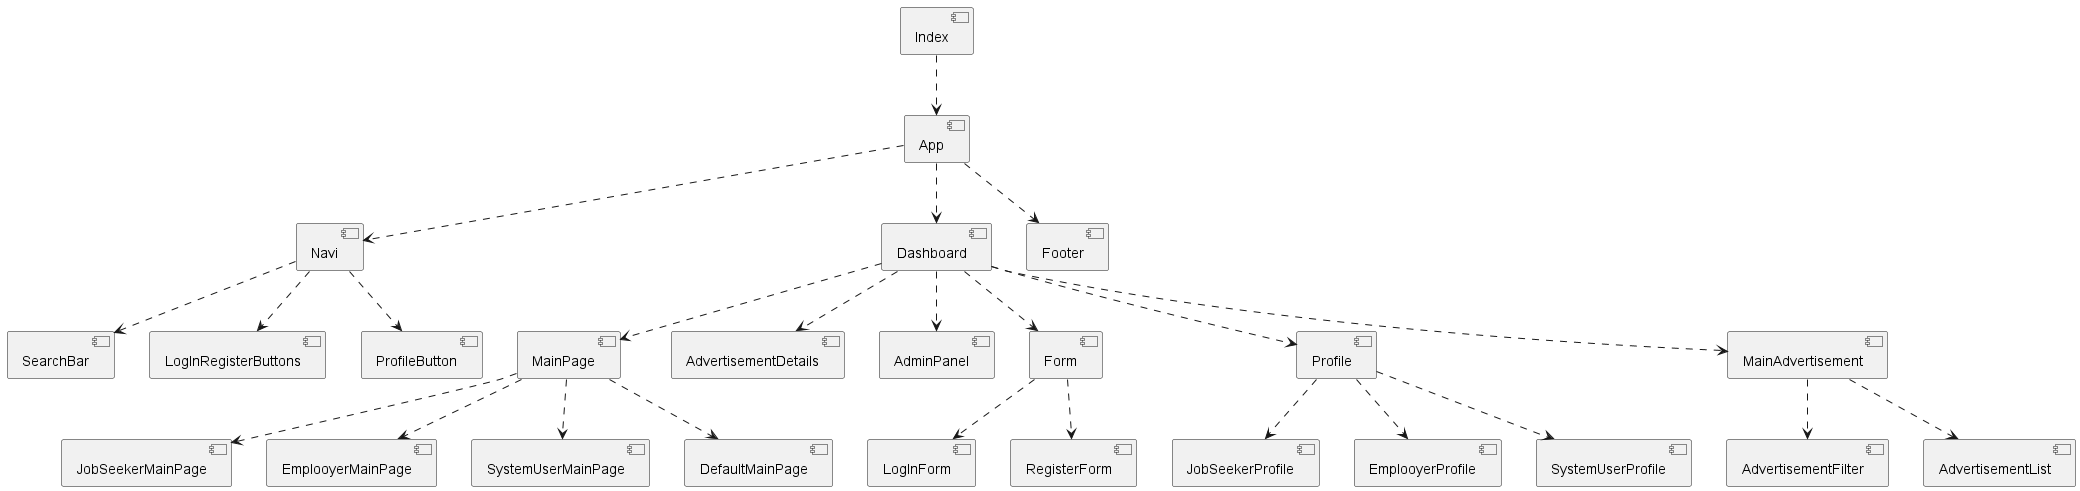 Index
App
Navi
Dashboard
Footer
SearchBar
LogInRegisterButtons
ProfileButton
MainPage
AdvertisementDetails
AdminPanel
Form
Profile
MainAdvertisement
JobSeekerMainPage
EmplooyerMainPage
SystemUserMainPage
DefaultMainPage
LogInForm
RegisterForm
JobSeekerProfile
EmplooyerProfile
SystemUserProfile
AdvertisementFilter
AdvertisementList